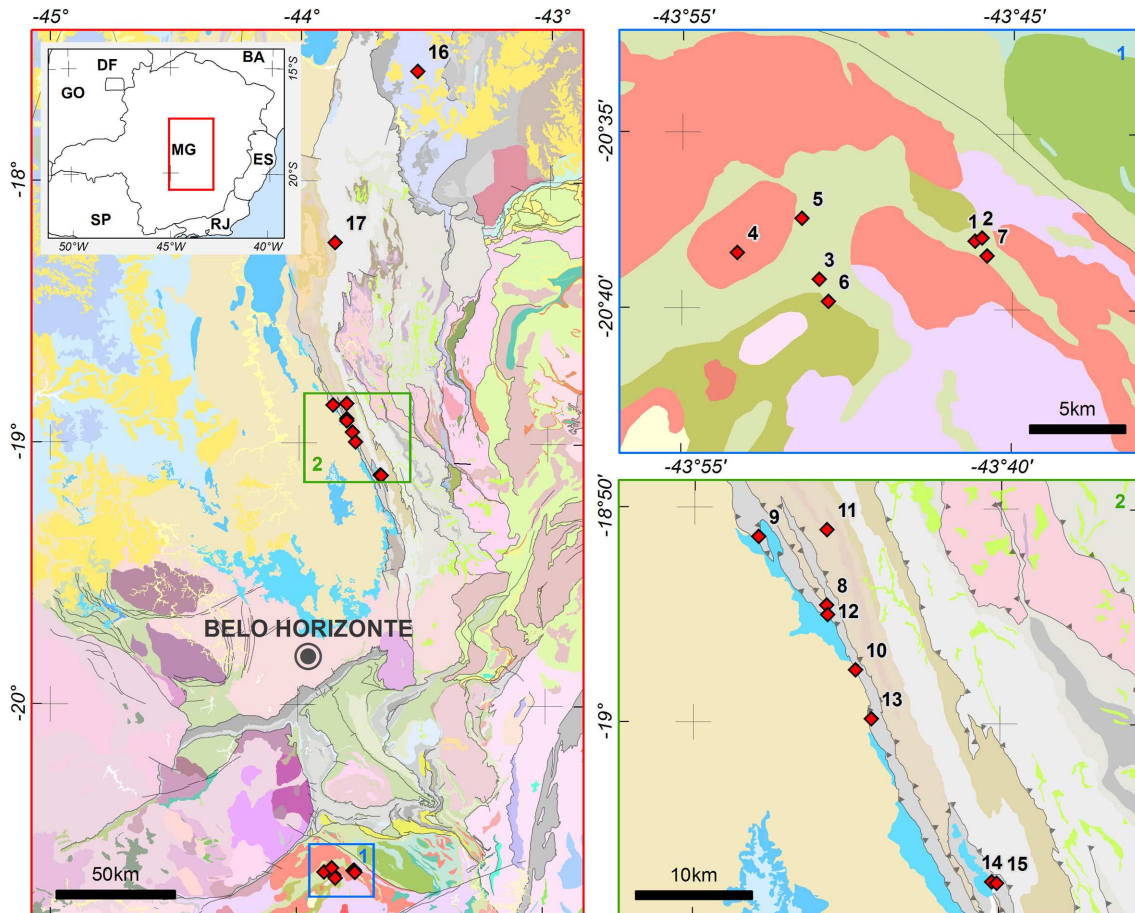 -45°
-44°
-43°
-18°
-19°
-20°
BA
DF
GO
MG
ES
SP
RJ
15°S
20°S
50°W
45°W
40°W
16
17
2
BELO HORIZONTE
1
50km
-43°55'
-43°45'
1
-20°35'
-20°40'
5
4
1
2
7
3
6
5km
-43°55'
-43°40'
2
-18°50'
-19°
9
11
8
12
10
13
14
15
10km